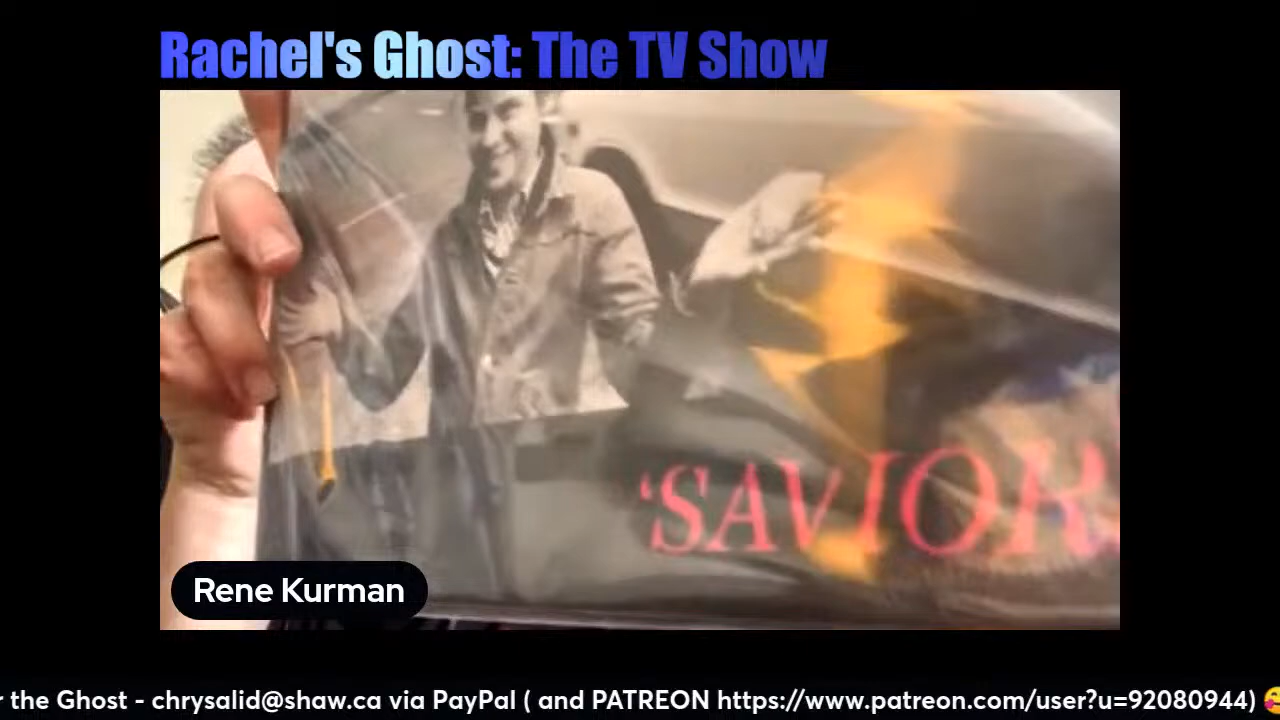 Rachel's Ghost: The TV Show
'SAVIOR
Rene Kurman
r the Ghost - chrysalid@shaw.ca via PayPal ( and PATREON https://www.patreon.com/user?u=92080944) 😋